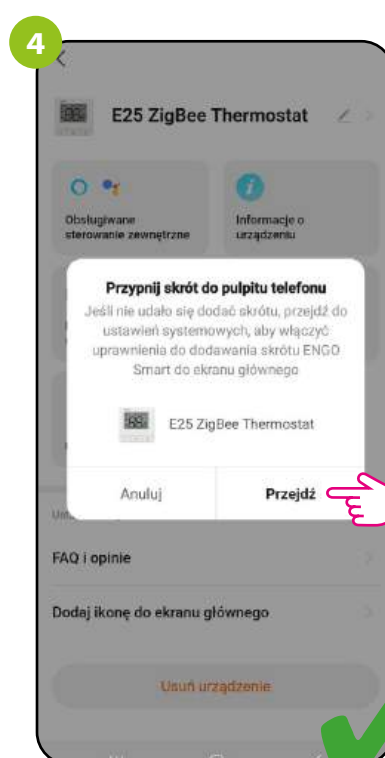 4
E25 ZigBee Thermostat
Obsługiwane
sterowanie zewnętrzne
Informacje o
urządzeniu
Przypnij skrót do pulpitu telefonu
Jeśli nie udało się dodać skrótu, przejdź do
ustawień systemowych, aby włączyć
uprawnienia do dodawania skrótu ENGO
Smart do ekranu głównego
E25 ZigBee Thermostat
Anuluj
Przejdź
FAQ i opinie
Dodaj ikonę do ekranu głównego
Usuń urządzenie